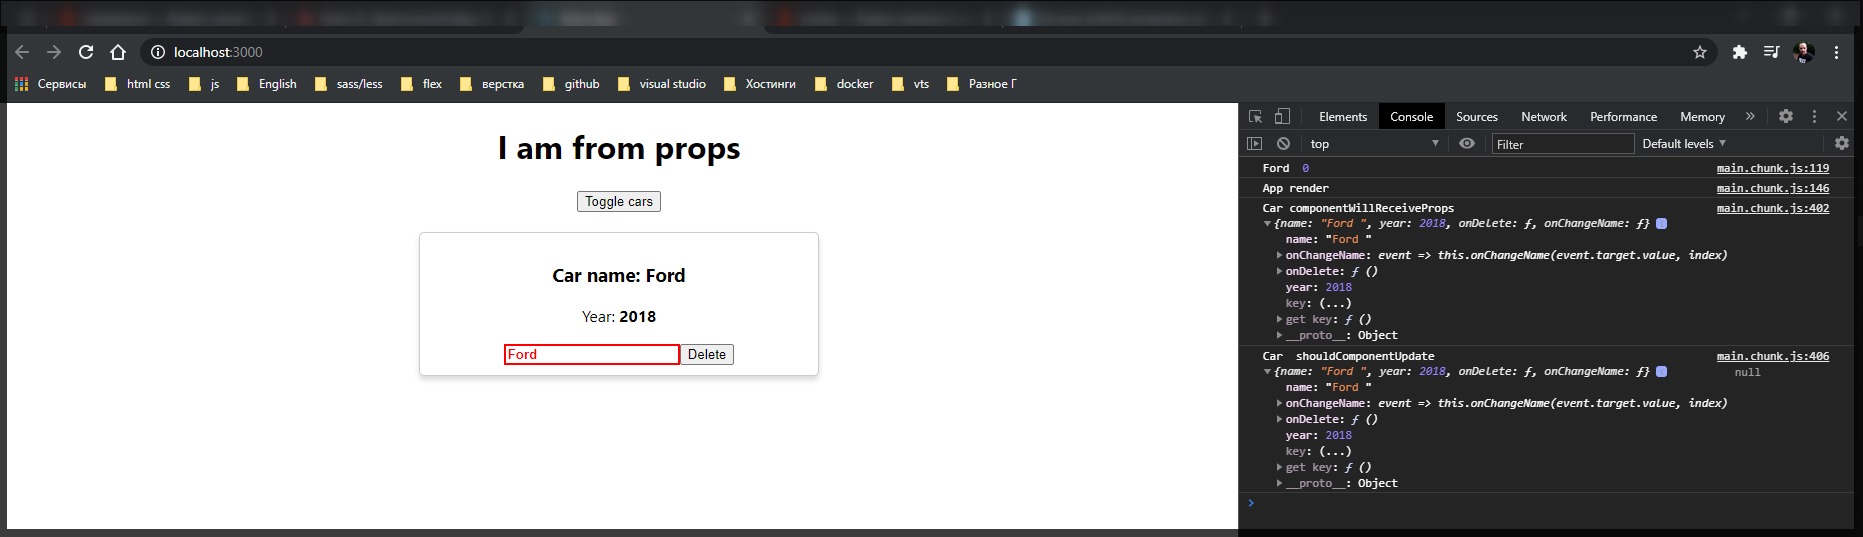 localhost:3000
Сервисы html css js English sass/less flex верстка github visual studio Хостинги docker vts Разное Г
I am from props
Toggle cars
Car name: Ford
Year: 2018
Ford Delete
Elements Console Sources Network Performance Memory »
top Filter Default levels
Ford 0 main.chunk.js:119
App render main.chunk.js:146
Car componentWillReceiveProps main.chunk.js:402
{name: "Ford ", year: 2018, onDelete: ƒ, onChangeName: ƒ}
name: "Ford "
onChangeName: event => this.onChangeName(event.target.value, index)
onDelete: ƒ ()
year: 2018
key: (...)
get key: ƒ ()
__proto__: Object
Car shouldComponentUpdate main.chunk.js:406
{name: "Ford ", year: 2018, onDelete: ƒ, onChangeName: ƒ} null
name: "Ford "
onChangeName: event => this.onChangeName(event.target.value, index)
onDelete: ƒ ()
year: 2018
key: (...)
get key: ƒ ()
__proto__: Object